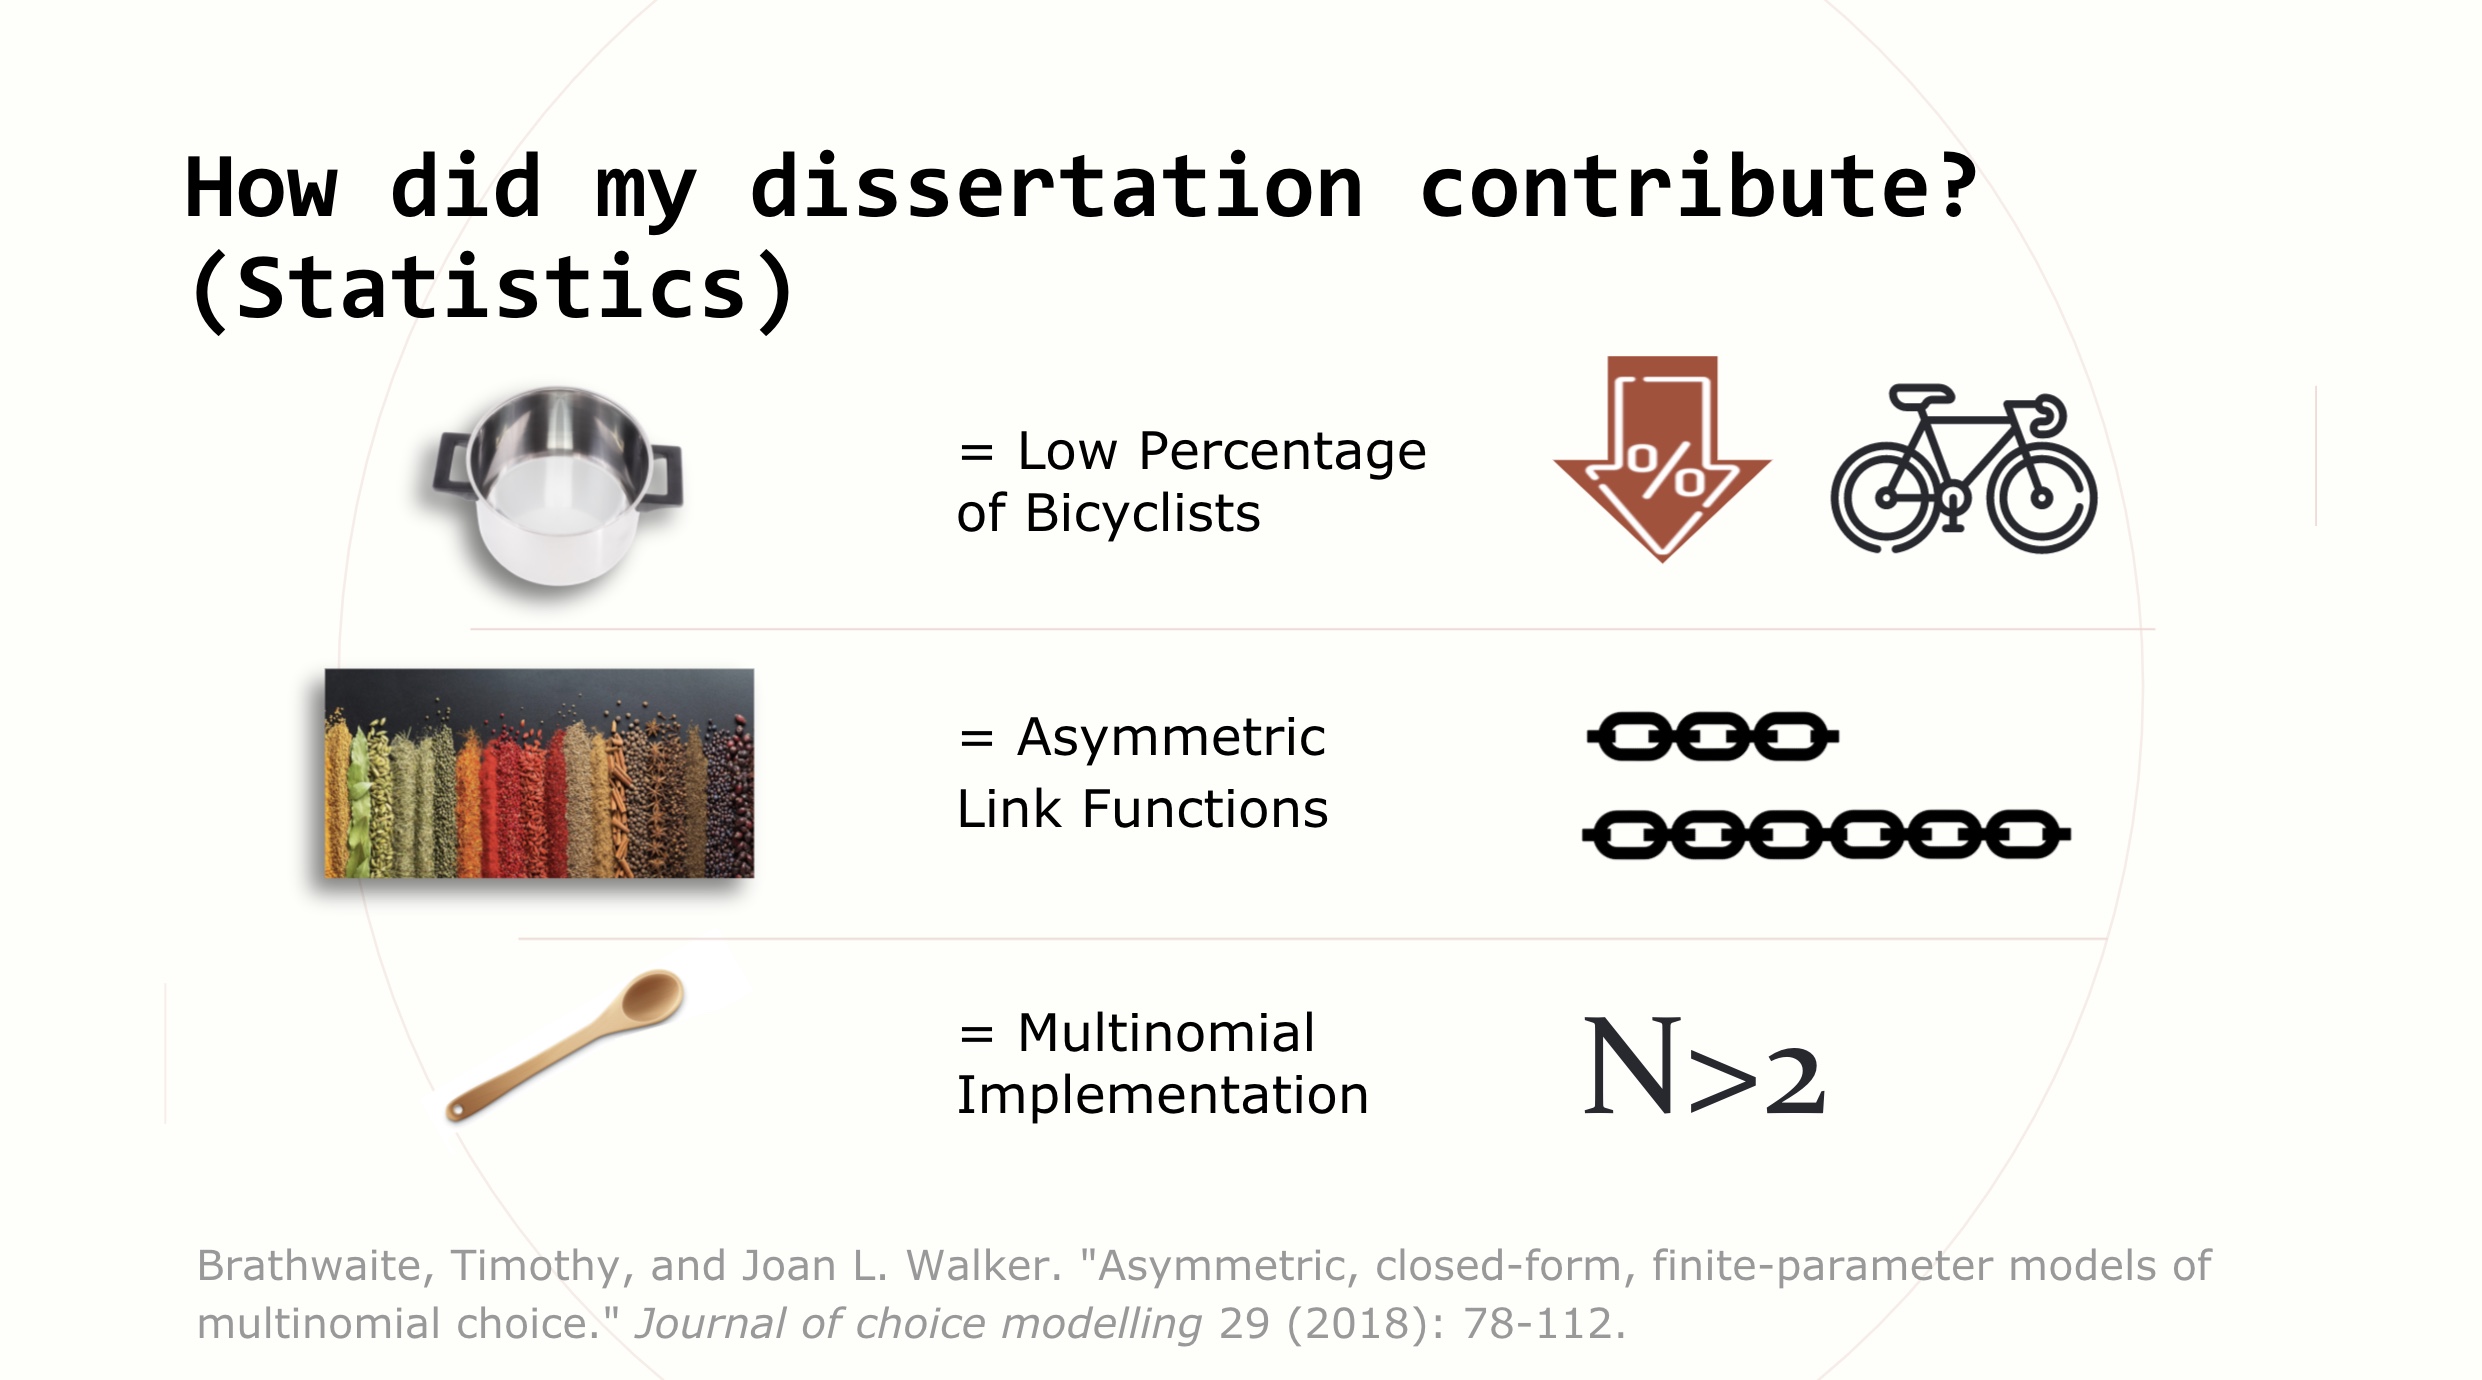 How did my dissertation contribute?
(Statistics)
= Low Percentage
of Bicyclists
%
= Asymmetric
Link Functions
= Multinomial
Implementation
N>2
Brathwaite, Timothy, and Joan L. Walker. "Asymmetric, closed-form, finite-parameter models of
multinomial choice." Journal of choice modelling 29 (2018): 78-112.